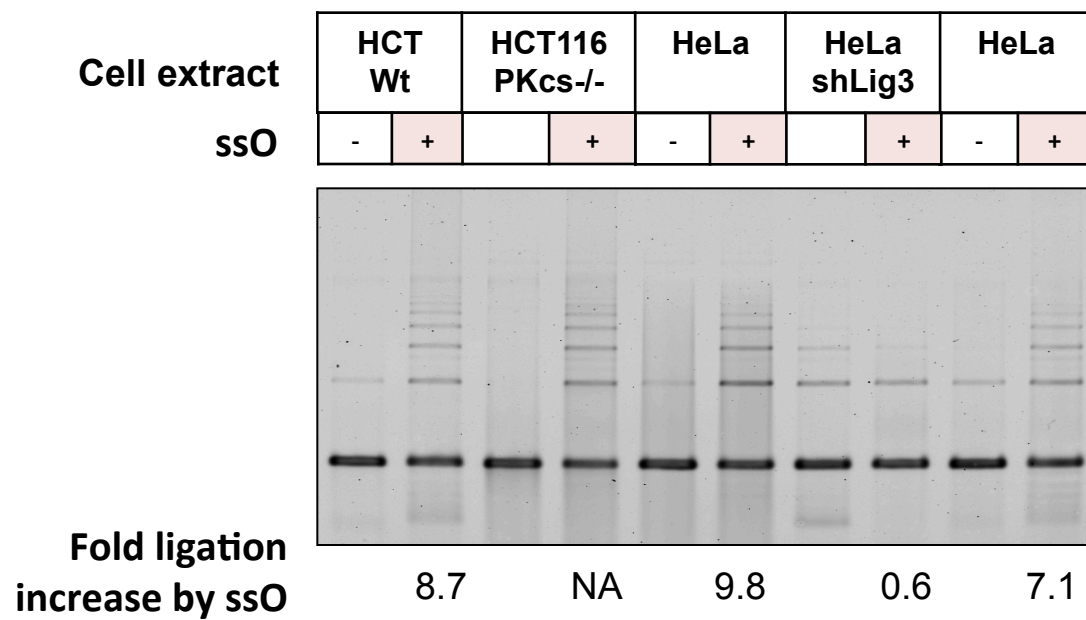 Cell extract
HCT Wt
HCT116 PKcs-/-
HeLa
HeLa shLig3
HeLa
ssO
- + + - + + - +
Fold ligation
increase by ssO
8.7 NA 9.8 0.6 7.1